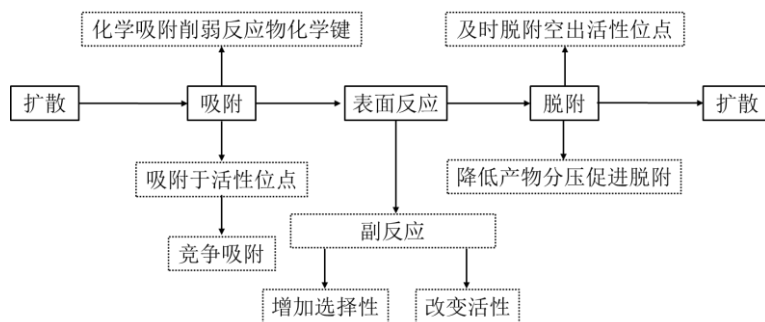 化学吸附削弱反应物化学键
及时脱附空出活性位点
扩散
吸附
表面反应
脱附
扩散
吸附于活性位点
降低产物分压促进脱附
副反应
竞争吸附
增加选择性
改变活性